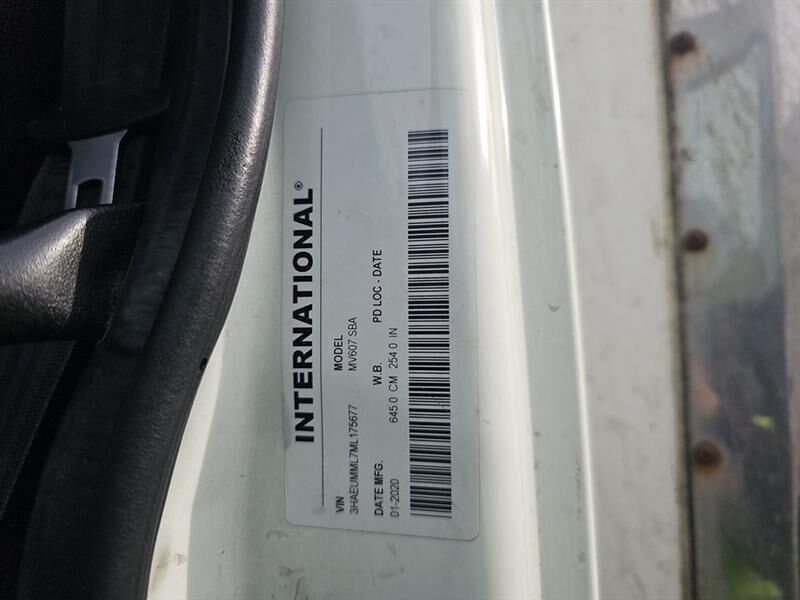 INTERNATIONAL®
VIN MODEL
3HAEUMML7ML175677 MV607 SBA
DATE MFG. W.B. PD LOC - DATE
01-2020 645.0 CM 254.0 IN